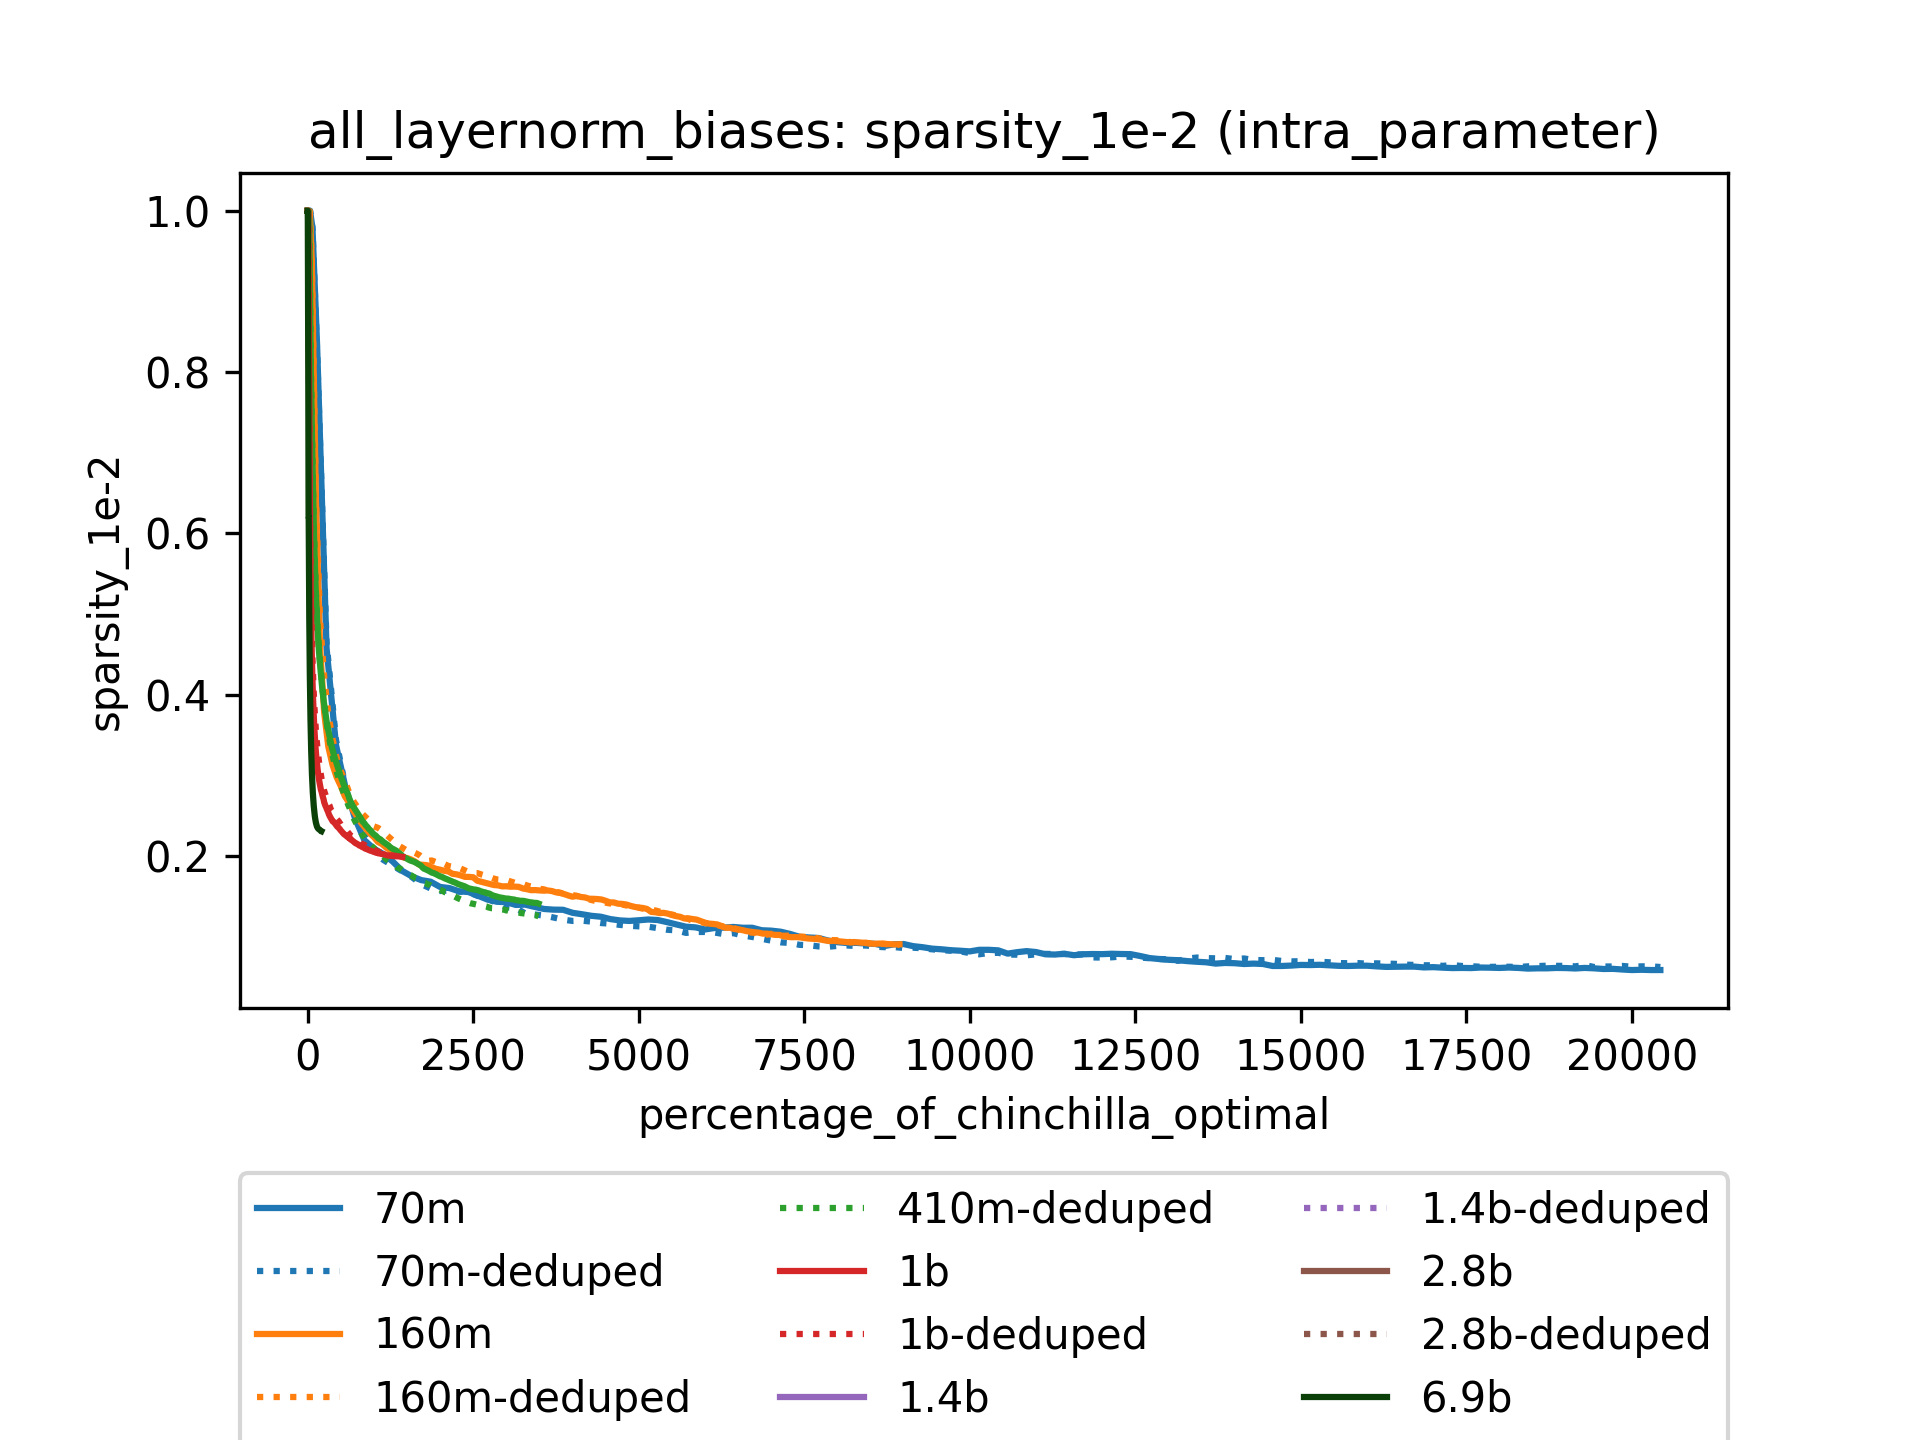 all_layernorm_biases: sparsity_1e-2 (intra_parameter)
1.0
0.8
0.6
0.4
0.2
sparsity_1e-2
0 2500 5000 7500 10000 12500 15000 17500 20000
percentage_of_chinchilla_optimal
70m
70m-deduped
160m
160m-deduped
410m-deduped
1b
1b-deduped
1.4b
1.4b-deduped
2.8b
2.8b-deduped
6.9b